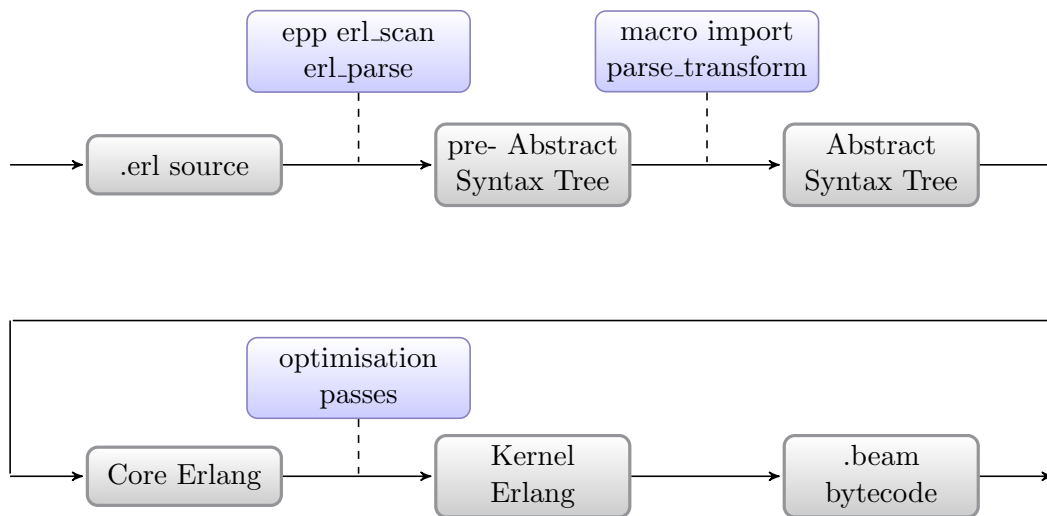 epp erl_scan
erl_parse
macro import
parse_transform
.erl source
pre- Abstract
Syntax Tree
Abstract
Syntax Tree
optimisation
passes
Core Erlang
Kernel
Erlang
.beam
bytecode